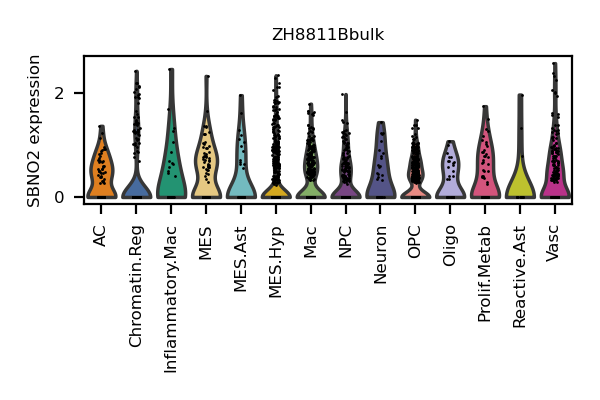 ZH8811Bbulk
SBNO2 expression
2
0
AC
Chromatin.Reg
Inflammatory.Mac
MES
MES.Ast
MES.Hyp
Mac
NPC
Neuron
OPC
Oligo
Prolif.Metab
Reactive.Ast
Vasc